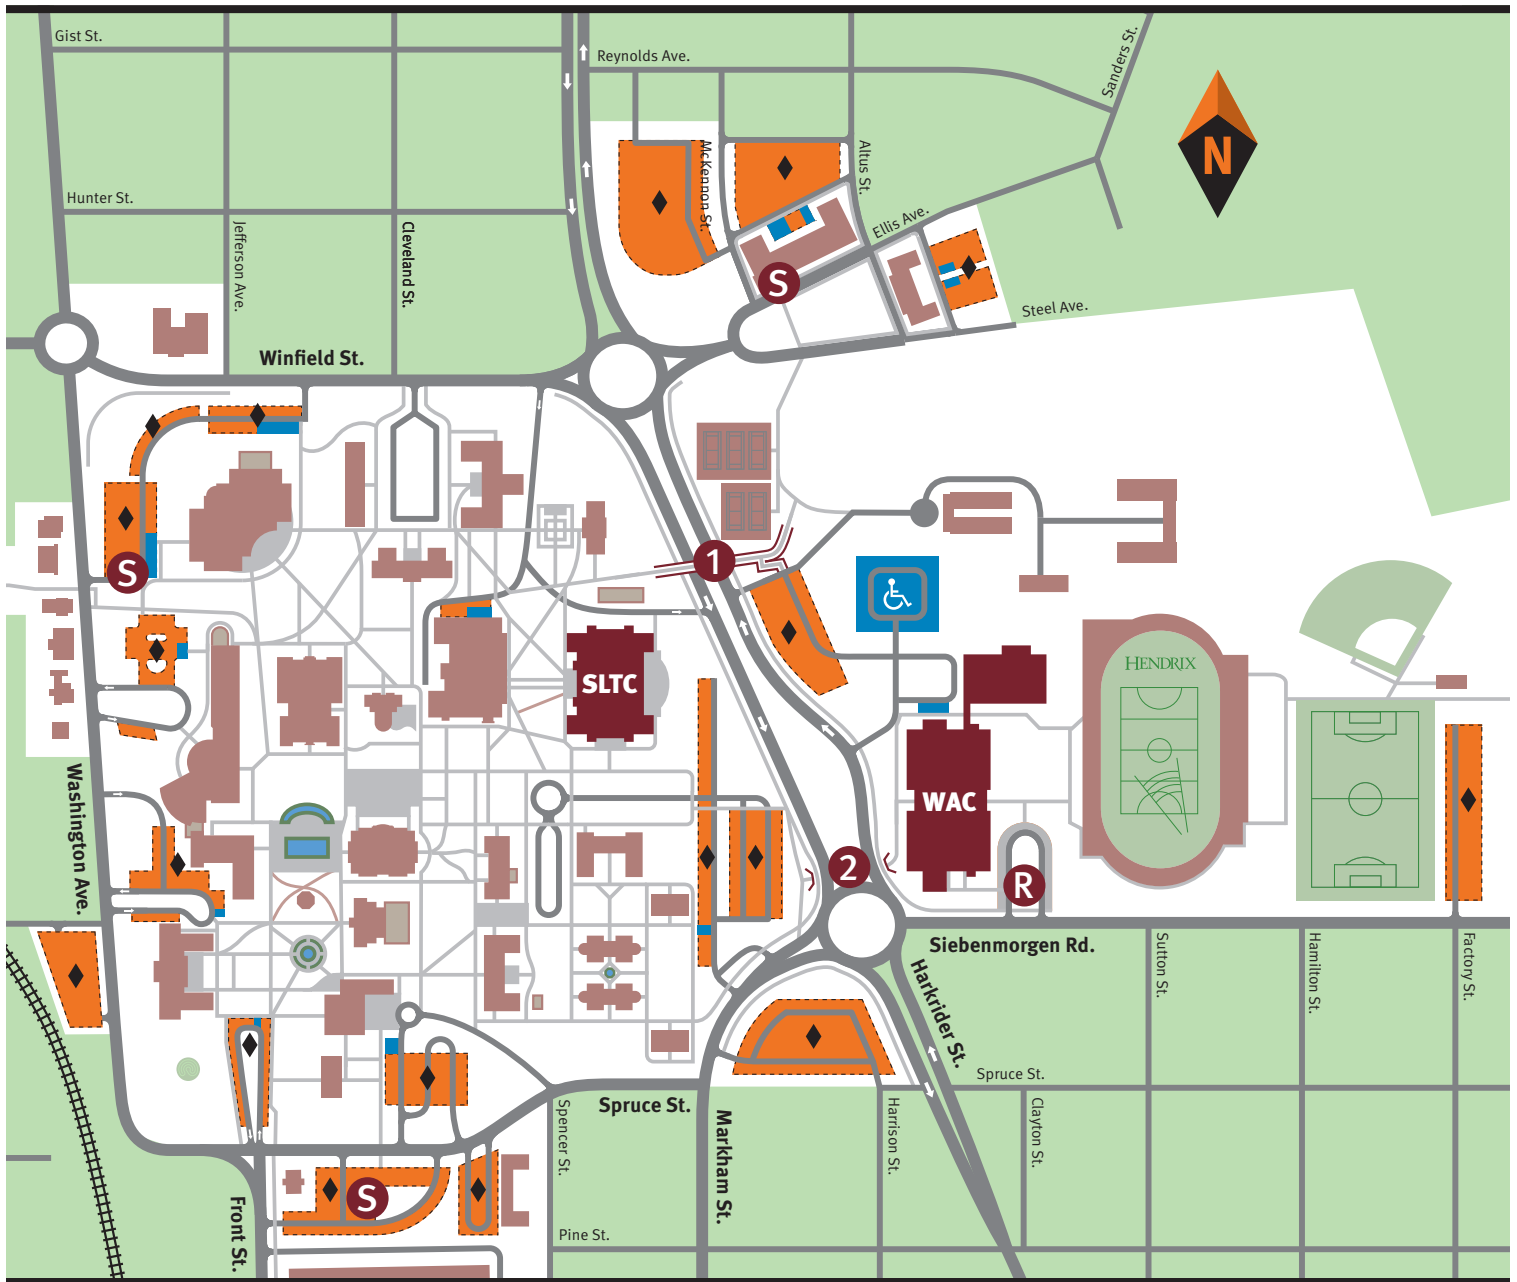 Gist St.
Reynolds Ave.
Sanders St.
McKennon St.
Altus St.
N
Hunter St.
Jefferson Ave.
Cleveland St.
Ellis Ave.
S
Steel Ave.
Winfield St.
1
S
SLTC
HENDRIX
Washington Ave.
WAC
2
R
Siebenmorgen Rd.
Harkrider St.
Sutton St.
Hamilton St.
Factory St.
Spruce St.
Spruce St.
Spencer St.
Markham St.
Harrison St.
Clayton St.
S
Front St.
Pine St.